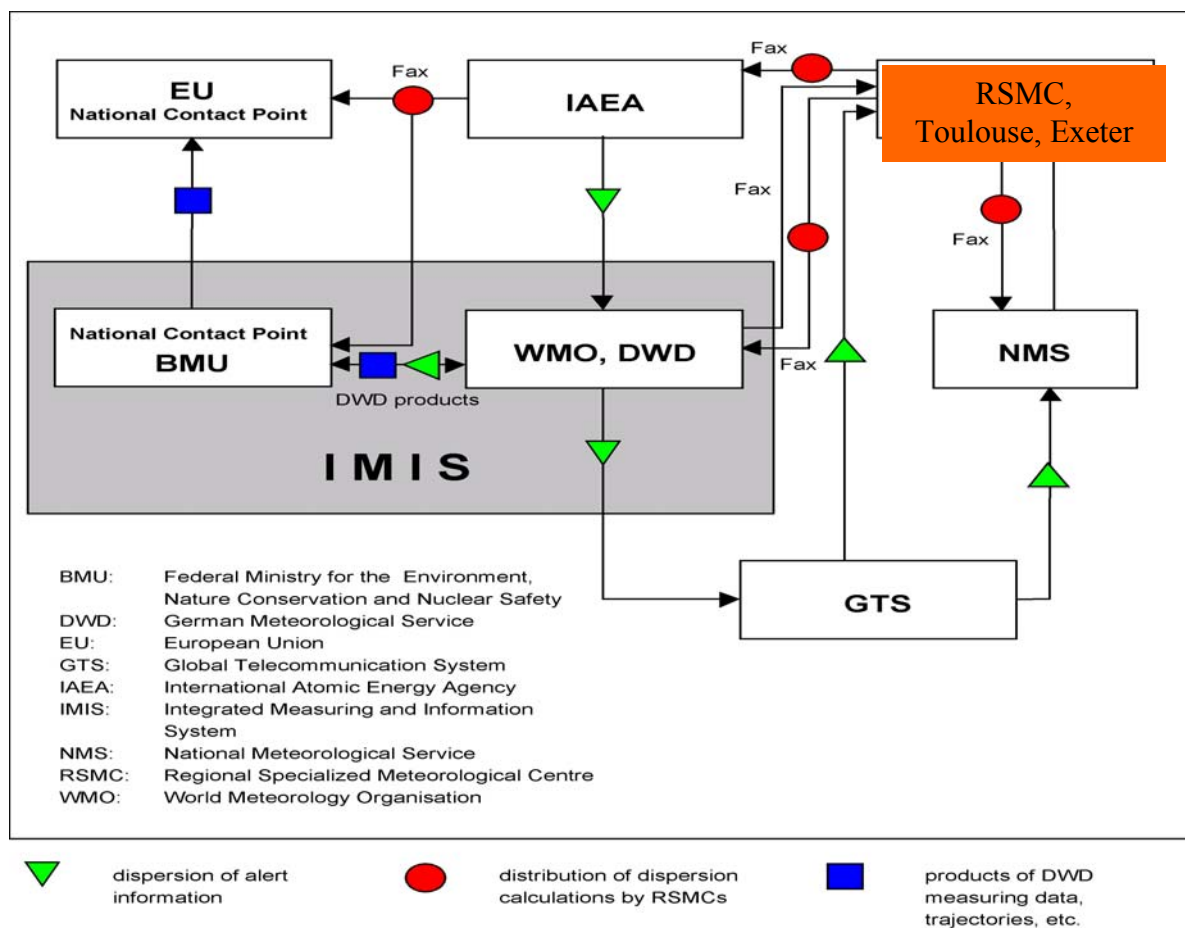 Fax
Fax
EU
National Contact Point
IAEA
RSMC,
Toulouse, Exeter
Fax
Fax
National Contact Point
BMU
WMO, DWD
NMS
Fax
DWD products
I M I S
GTS
BMU: Federal Ministry for the Environment,
Nature Conservation and Nuclear Safety
DWD: German Meteorological Service
EU: European Union
GTS: Global Telecommunication System
IAEA: International Atomic Energy Agency
IMIS: Integrated Measuring and Information
System
NMS: National Meteorological Service
RSMC: Regional Specialized Meteorological Centre
WMO: World Meteorology Organisation
dispersion of alert
information
distribution of dispersion
calculations by RSMCs
products of DWD
measuring data,
trajectories, etc.